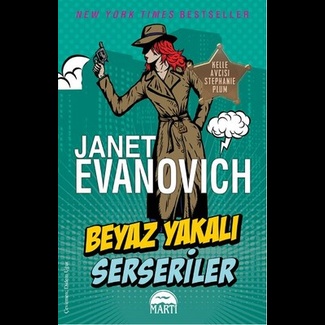 NEW YORK TIMES BESTSELLER
KELLE
AVCISI
STEPHANIE
PLUM
JANET
EVANOVICH
BEYAZ YAKALI
SERSERİLER
MARTI